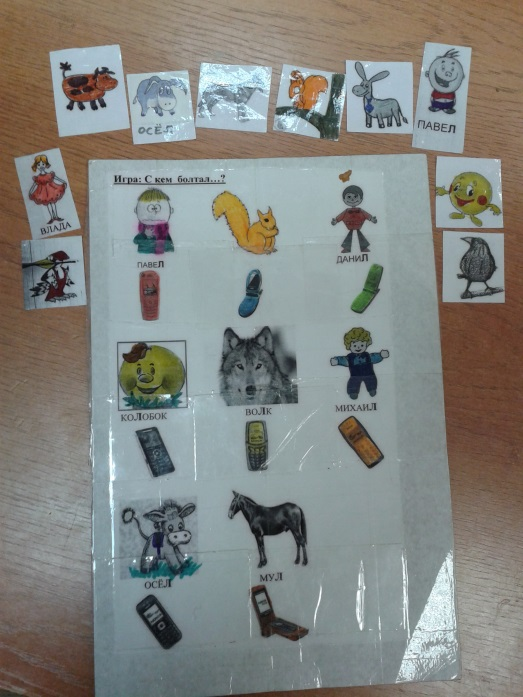 ОСЁЛ
ПАВЕЛ
ВЛАДА
Игра: С кем болтал…?
ПАВЕЛ
ДАНИЛ
КОЛОБОК
ВОЛК
МИХАИЛ
ОСЁЛ
МУЛ